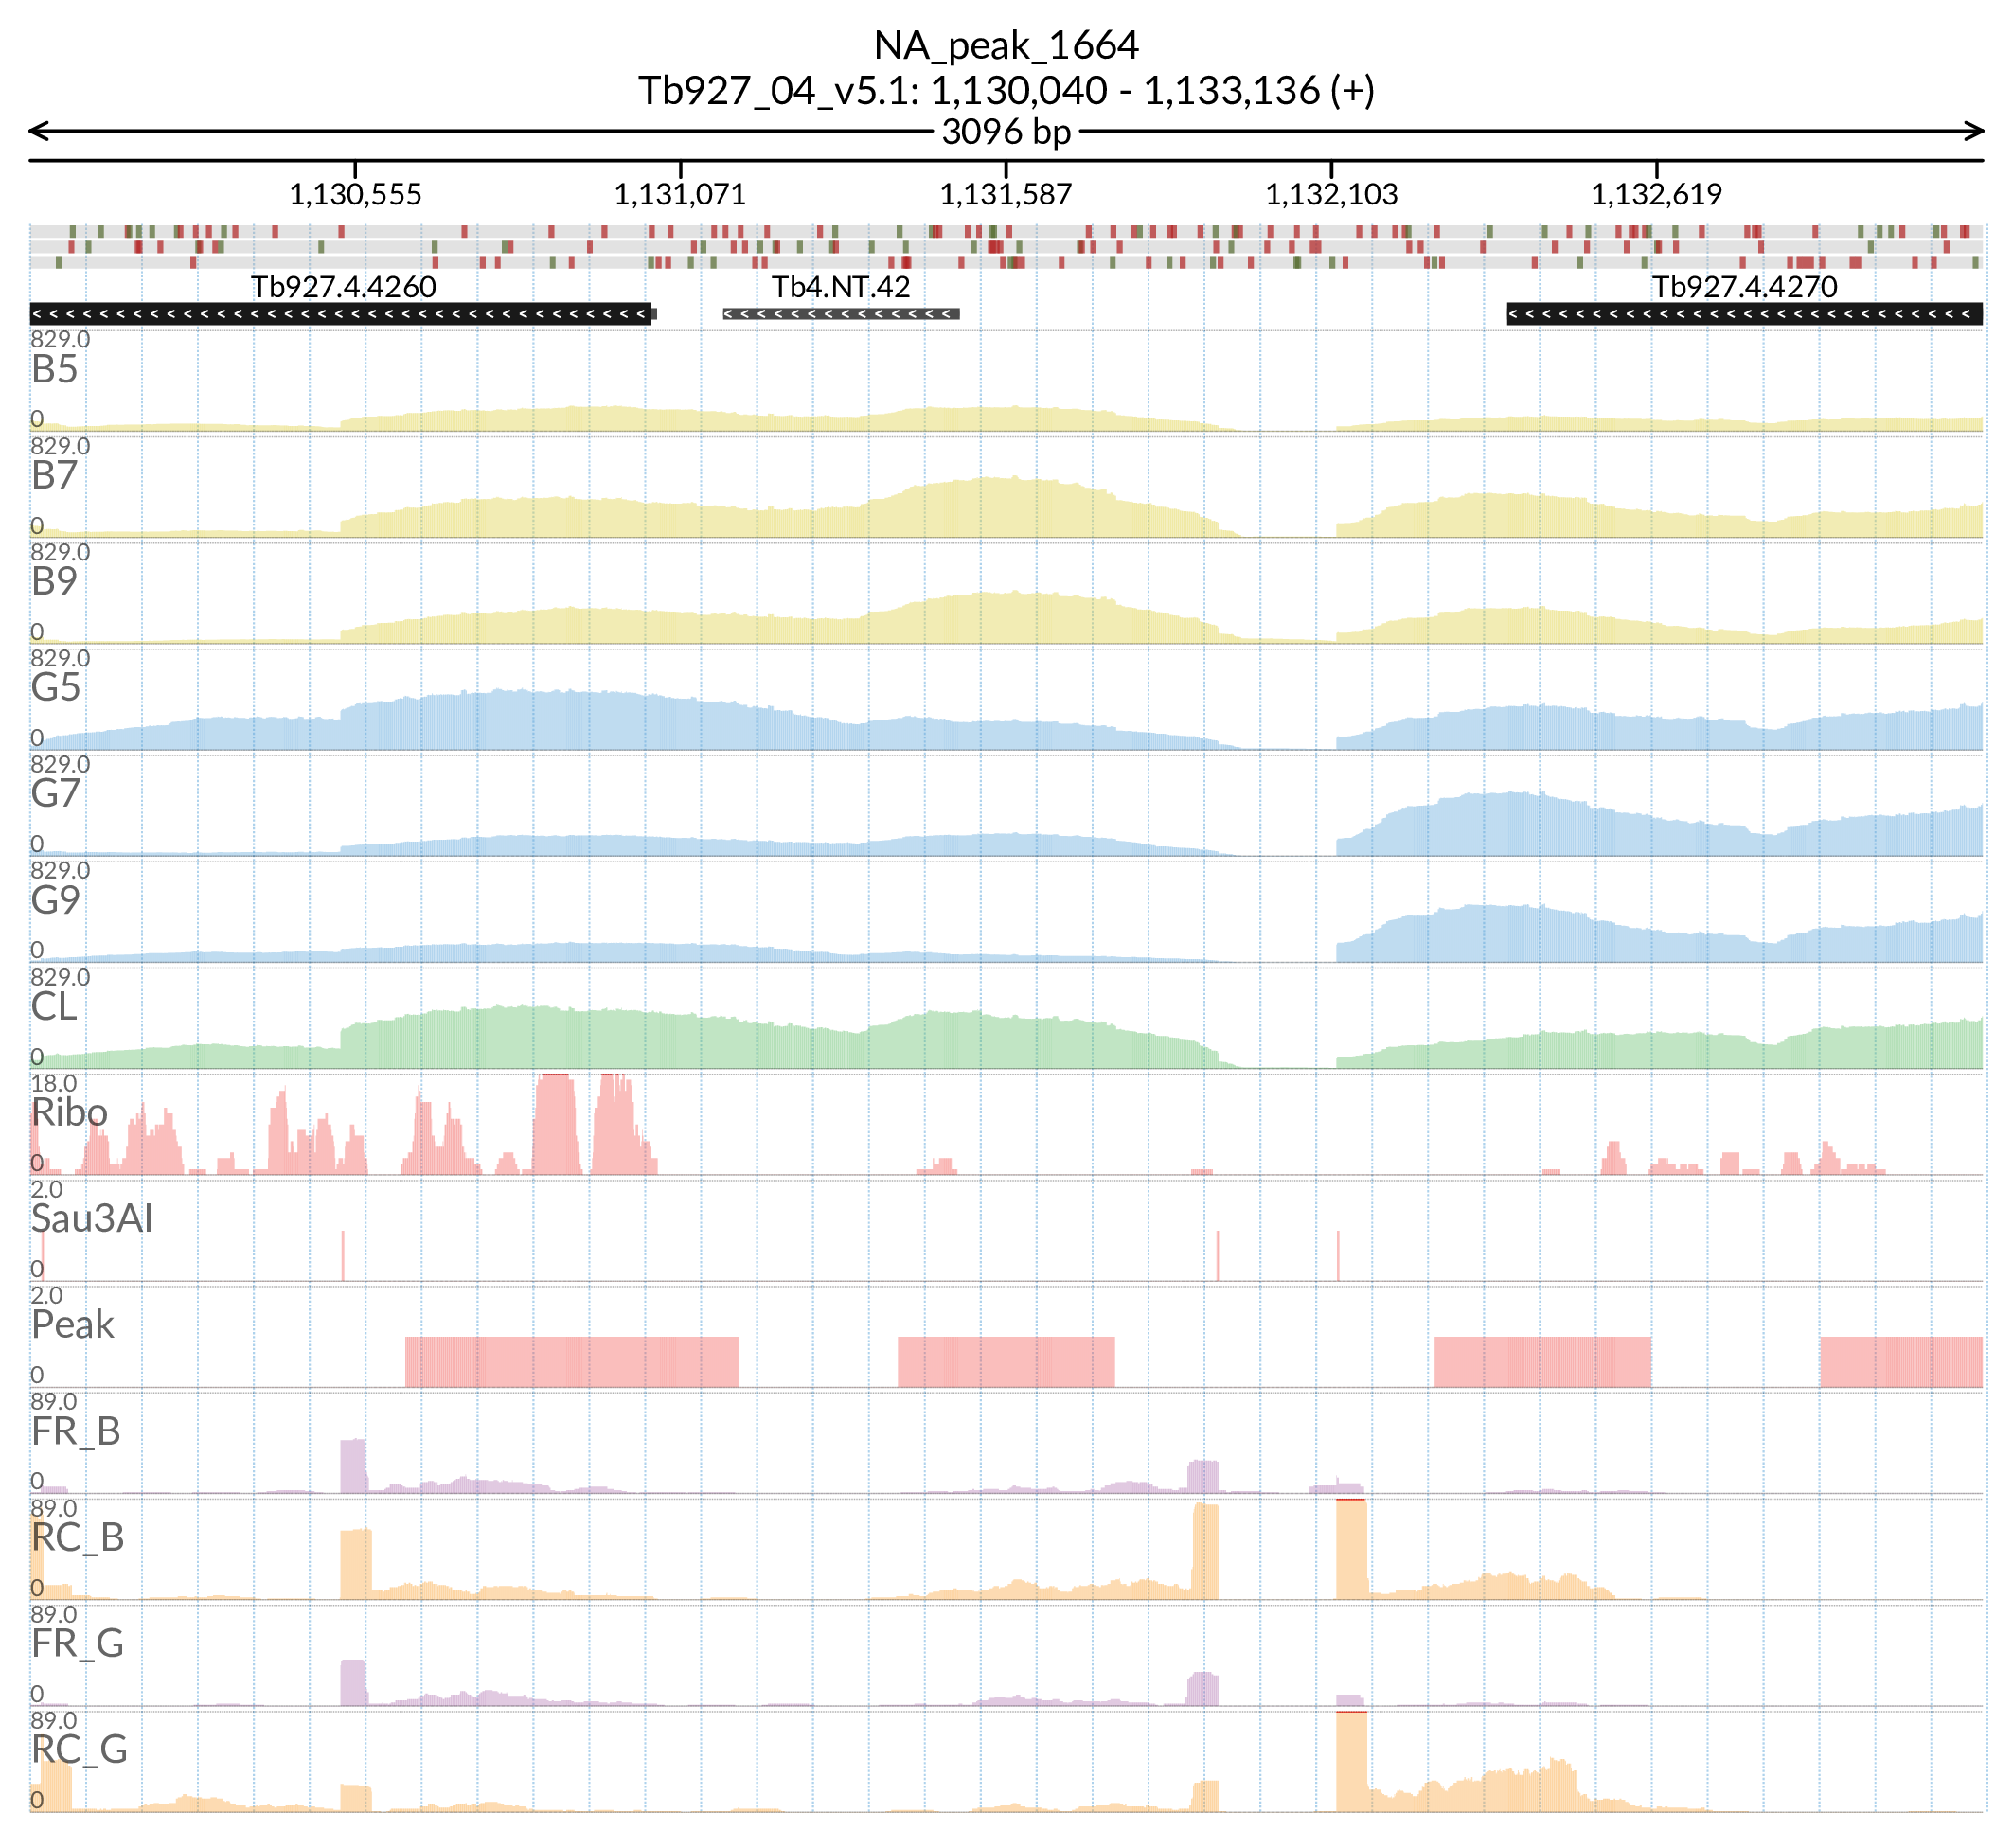 NA_peak_1664
Tb927_04_v5.1: 1,130,040 - 1,133,136 (+)
3096 bp
1,130,555 1,131,071 1,131,587 1,132,103 1,132,619
Tb927.4.4260 Tb4.NT.42 Tb927.4.4270
829.0
B5
0
829.0
B7
0
829.0
B9
0
829.0
G5
0
829.0
G7
0
829.0
G9
0
829.0
CL
0
18.0
Ribo
0
2.0
Sau3AI
0
2.0
Peak
0
89.0
FR_B
0
89.0
RC_B
0
89.0
FR_G
0
89.0
RC_G
0